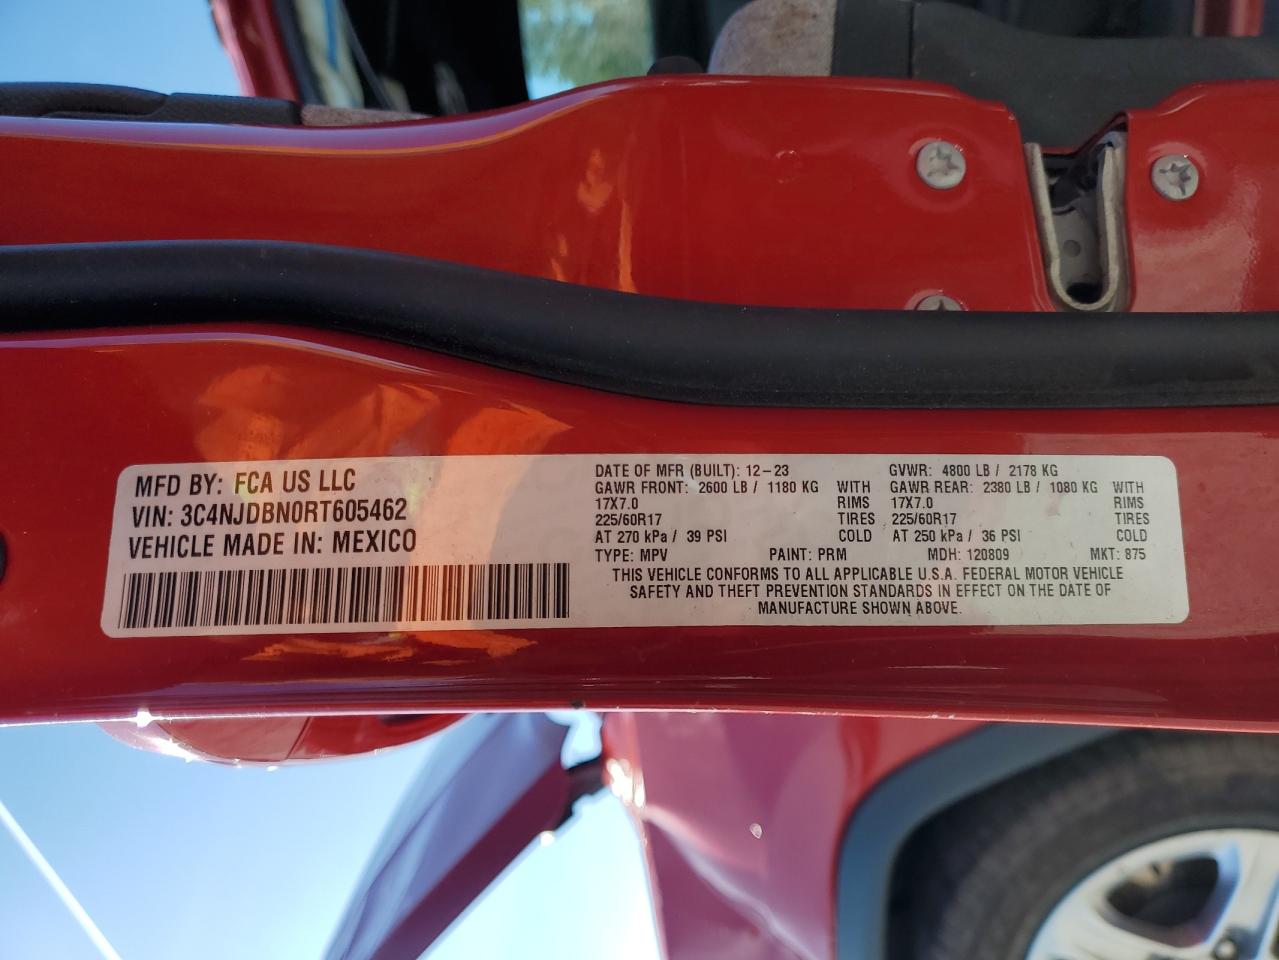 MFD BY: FCA US LLC
VIN: 3C4NJDBN0RT605462
VEHICLE MADE IN: MEXICO
DATE OF MFR (BUILT): 12-23
GAWR FRONT: 2600 LB / 1180 KG WITH
17X7.0 RIMS
225/60R17 TIRES
AT 270 kPa / 39 PSI COLD
GVWR: 4800 LB / 2178 KG
GAWR REAR: 2380 LB / 1080 KG WITH
17X7.0 RIMS
225/60R17 TIRES
AT 250 kPa / 36 PSI COLD
TYPE: MPV PAINT: PRM MDH: 120809 MKT: 875
THIS VEHICLE CONFORMS TO ALL APPLICABLE U.S.A. FEDERAL MOTOR VEHICLE
SAFETY AND THEFT PREVENTION STANDARDS IN EFFECT ON THE DATE OF
MANUFACTURE SHOWN ABOVE.